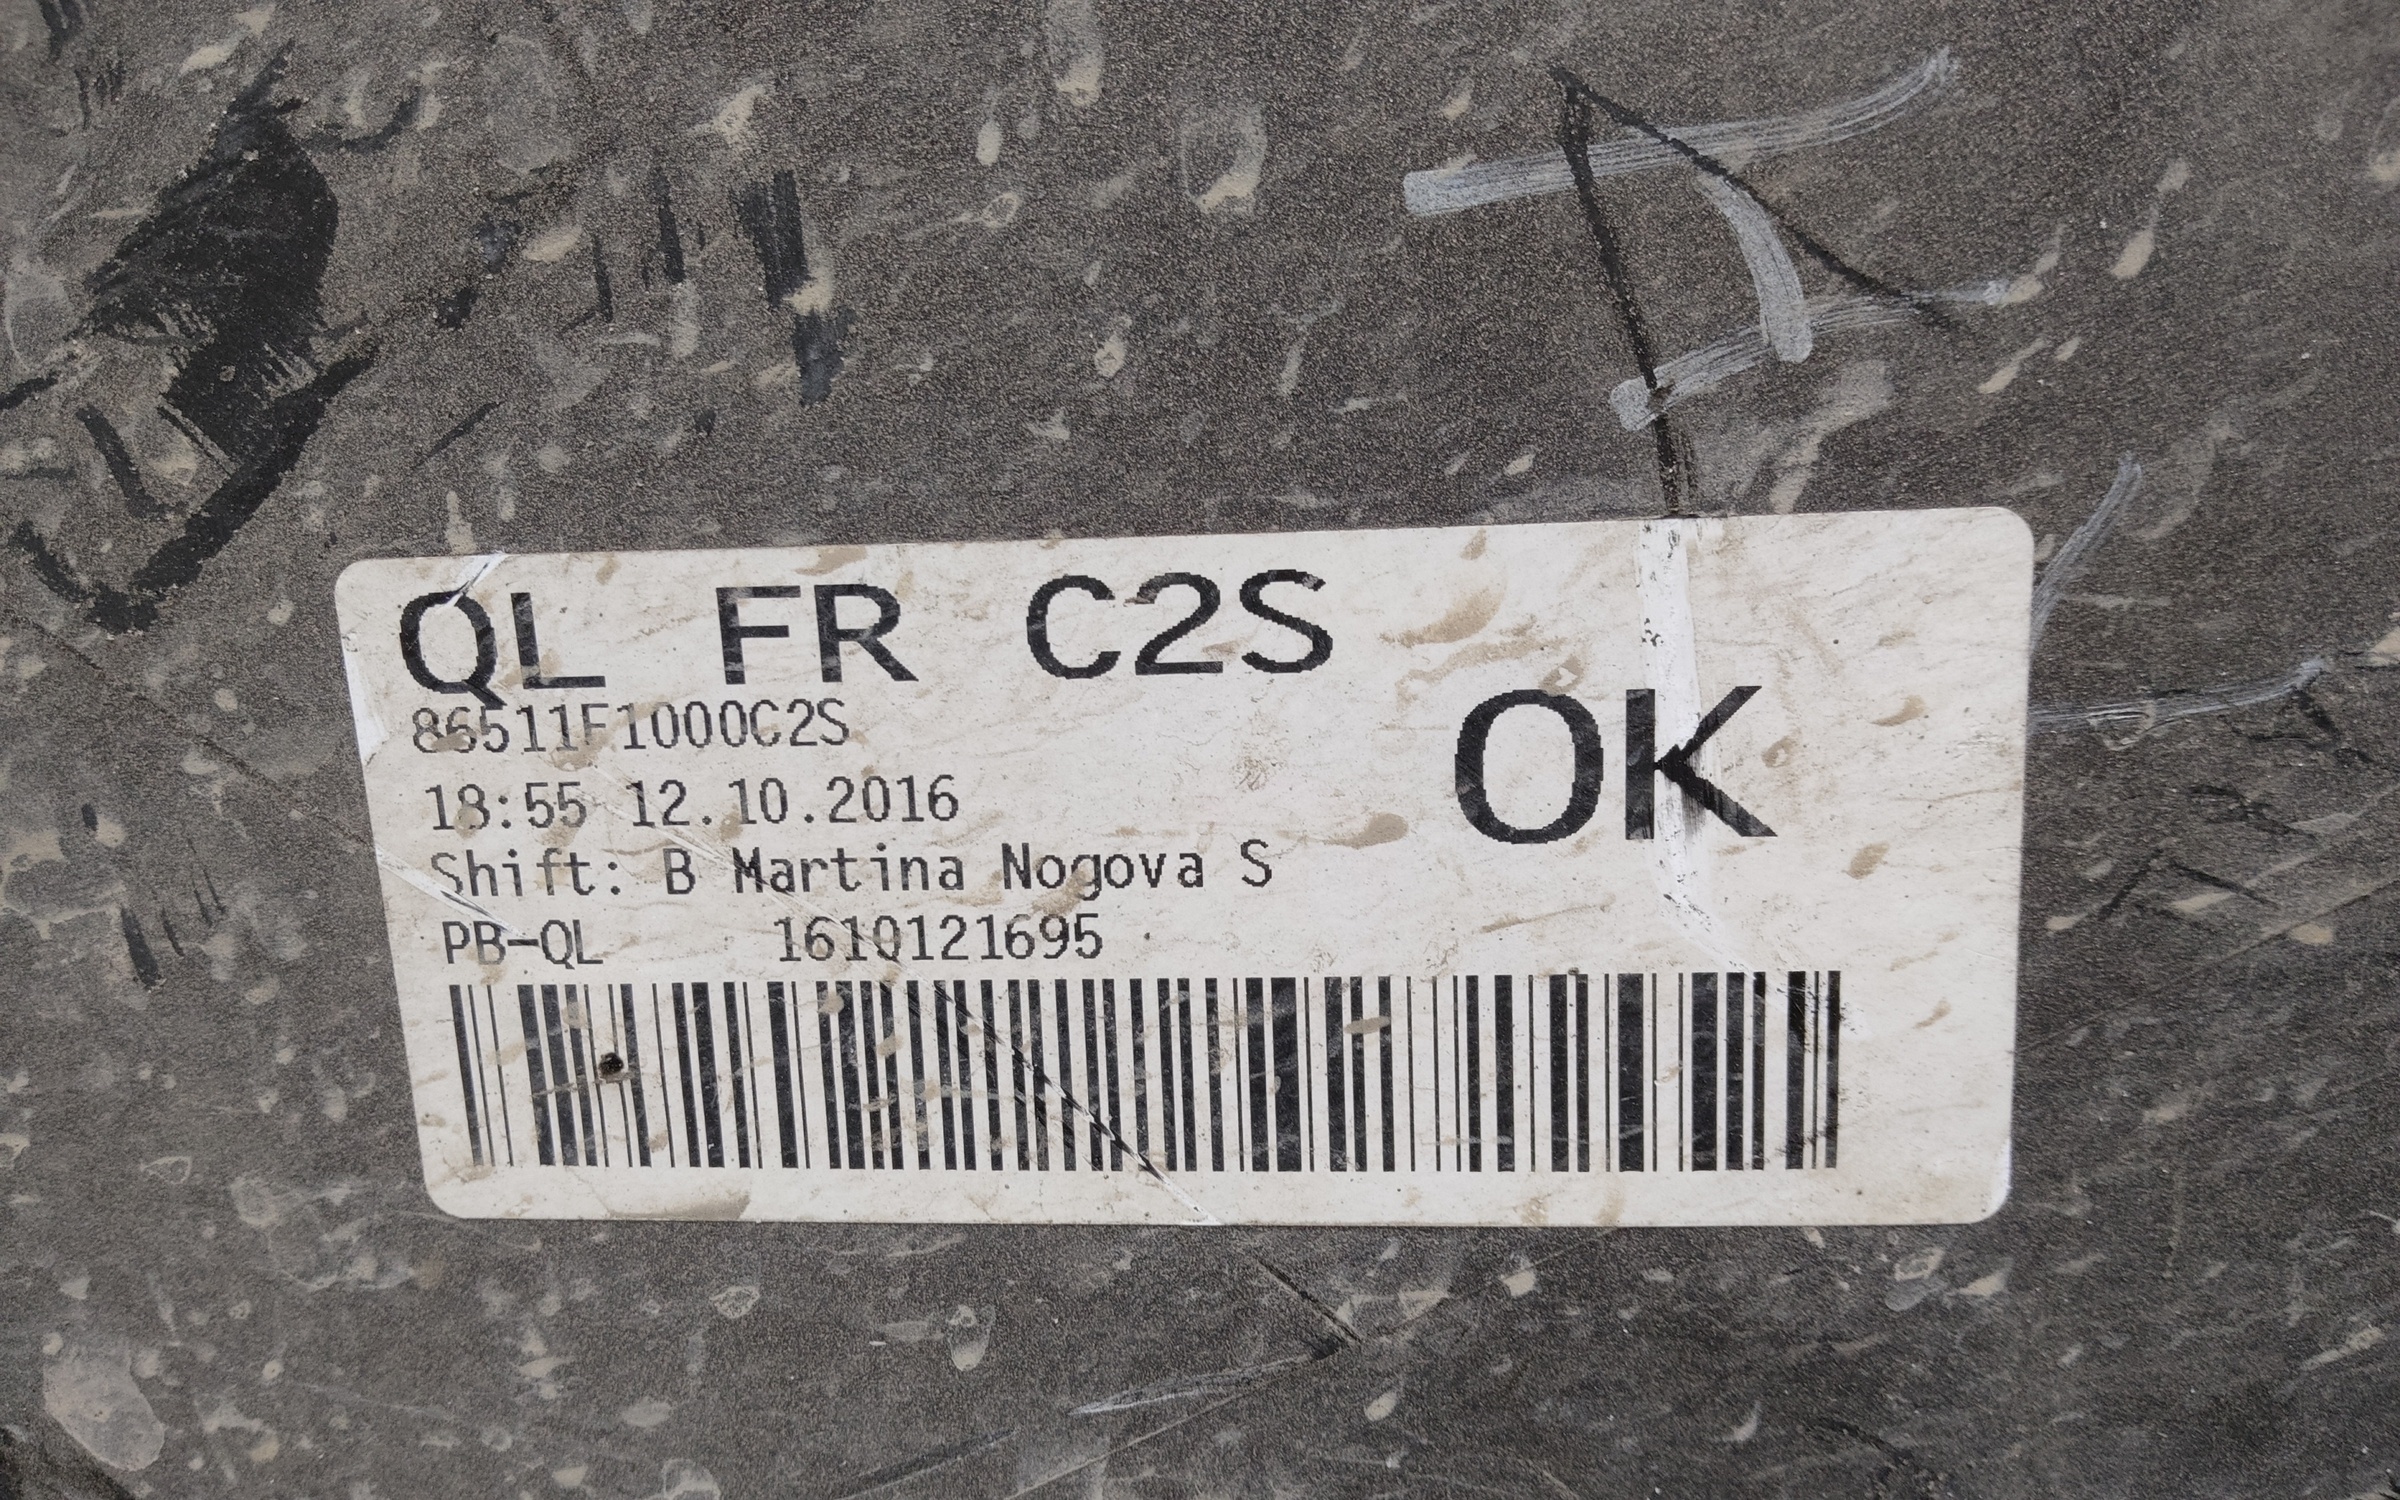 QL FR C2S
86511F1000C2S
OK
18:55 12.10.2016
Shift: B Martina Nogova S
PB-QL 1610121695